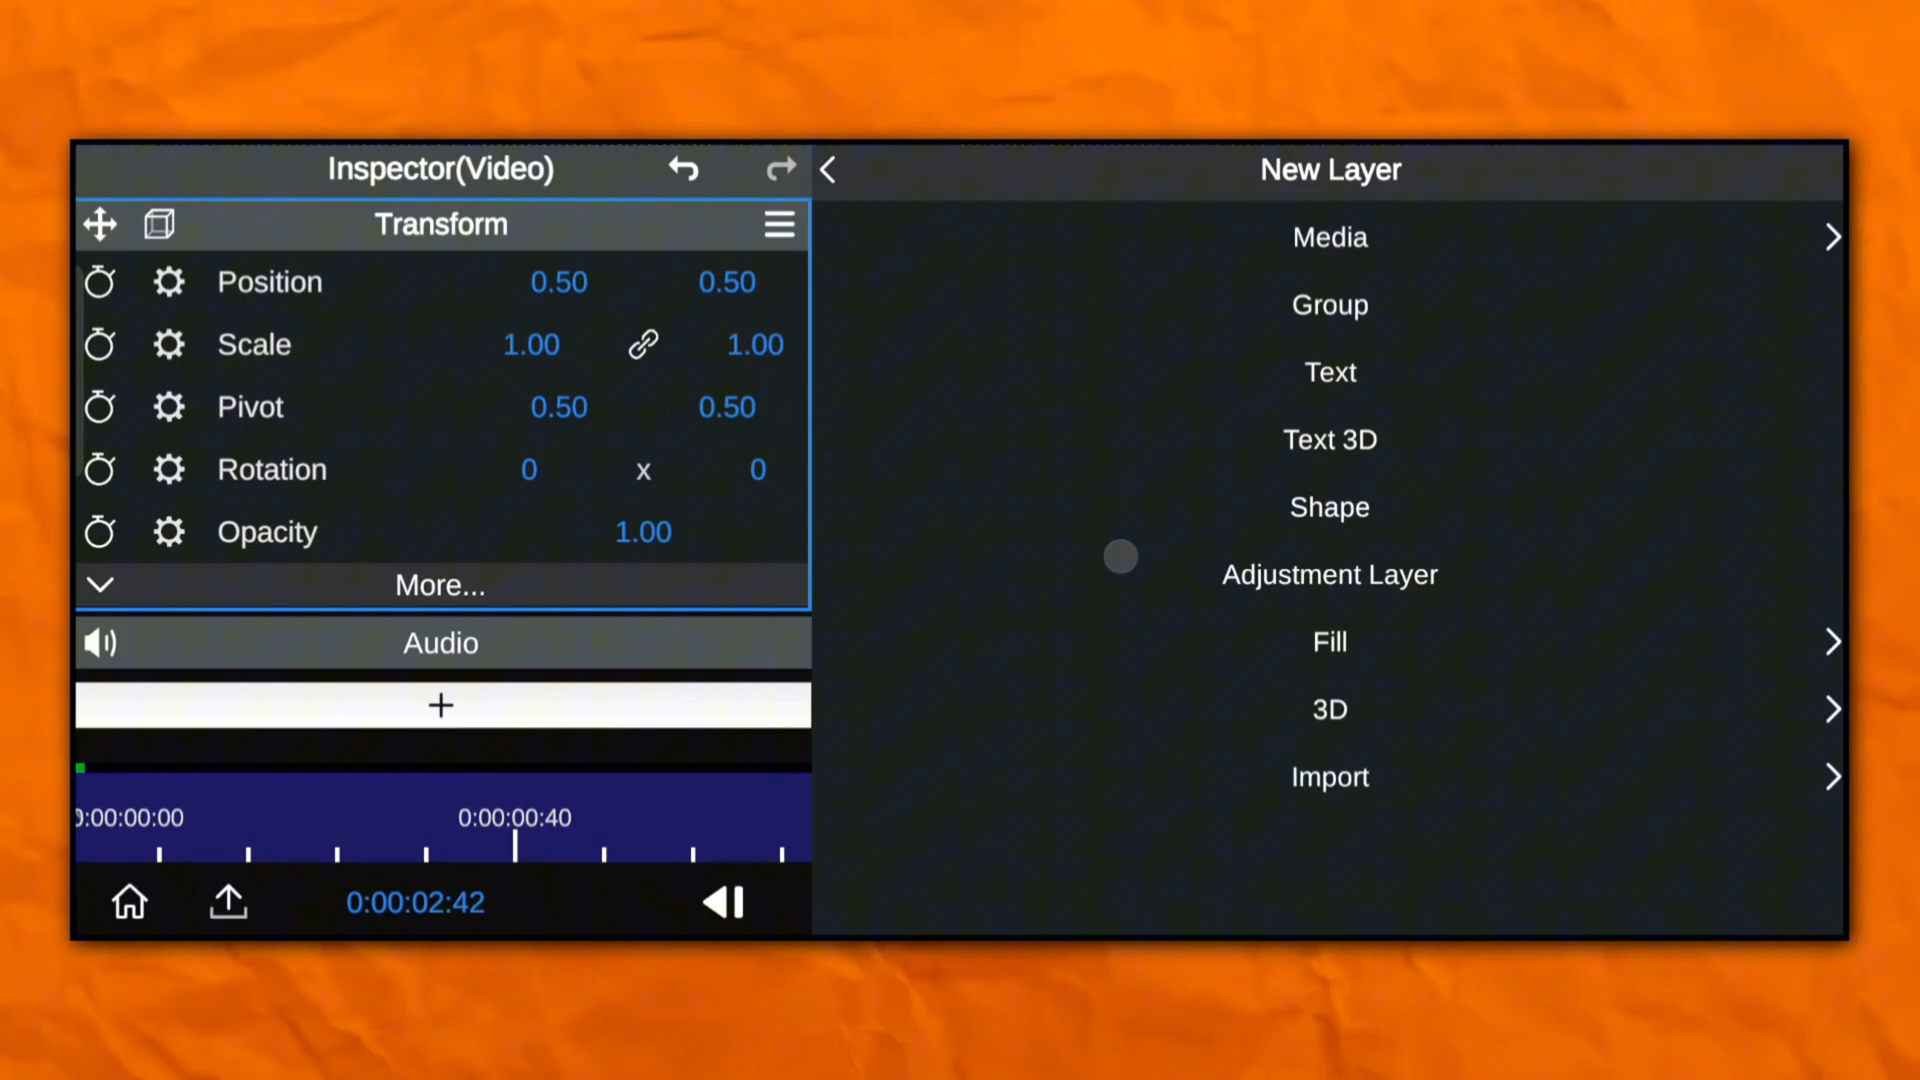 Inspector(Video)
Transform
Position 0.50 0.50
Scale 1.00 1.00
Pivot 0.50 0.50
Rotation 0 x 0
Opacity 1.00
More...
Audio
+
0:00:00:00 0:00:00:40
0:00:02:42
New Layer
Media
Group
Text
Text 3D
Shape
Adjustment Layer
Fill
3D
Import